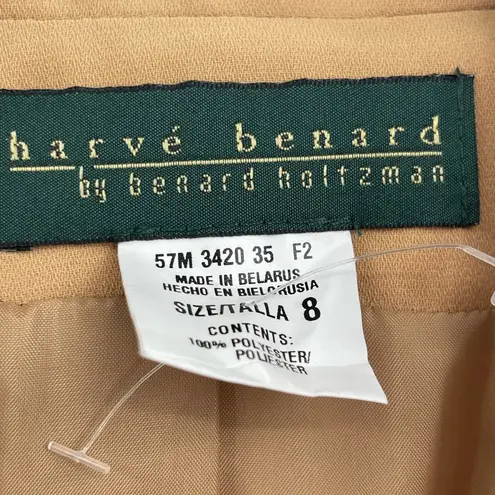 harvé benard
by benard holtzman
57M 3420 35 F2
MADE IN BELARUS
HECHO EN BIELORUSIA
SIZE/TALLA 8
CONTENTS:
100% POLYESTER/
POLIESTER